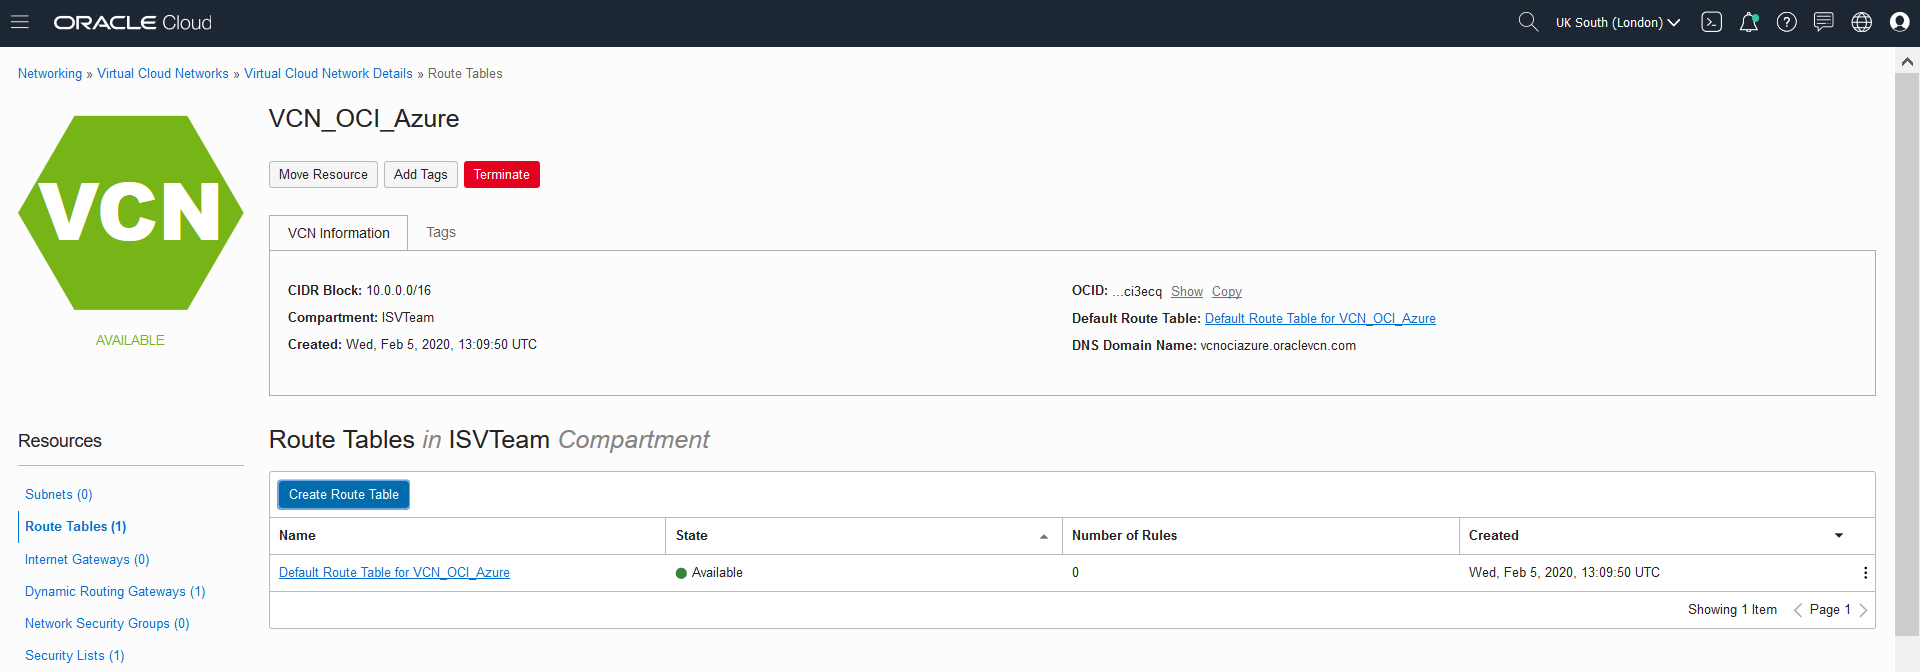 ORACLE Cloud
UK South (London)
Networking » Virtual Cloud Networks » Virtual Cloud Network Details » Route Tables
VCN
AVAILABLE
VCN_OCI_Azure
Move Resource
Add Tags
Terminate
VCN Information
Tags
CIDR Block: 10.0.0.0/16
Compartment: ISVTeam
Created: Wed, Feb 5, 2020, 13:09:50 UTC
OCID: ...ci3ecq Show Copy
Default Route Table: Default Route Table for VCN_OCI_Azure
DNS Domain Name: vcnociazure.oraclevcn.com
Resources
Subnets (0)
Route Tables (1)
Internet Gateways (0)
Dynamic Routing Gateways (1)
Network Security Groups (0)
Security Lists (1)
Route Tables in ISVTeam Compartment
Create Route Table
Name State Number of Rules Created
Default Route Table for VCN_OCI_Azure Available 0 Wed, Feb 5, 2020, 13:09:50 UTC
Showing 1 Item < Page 1 >